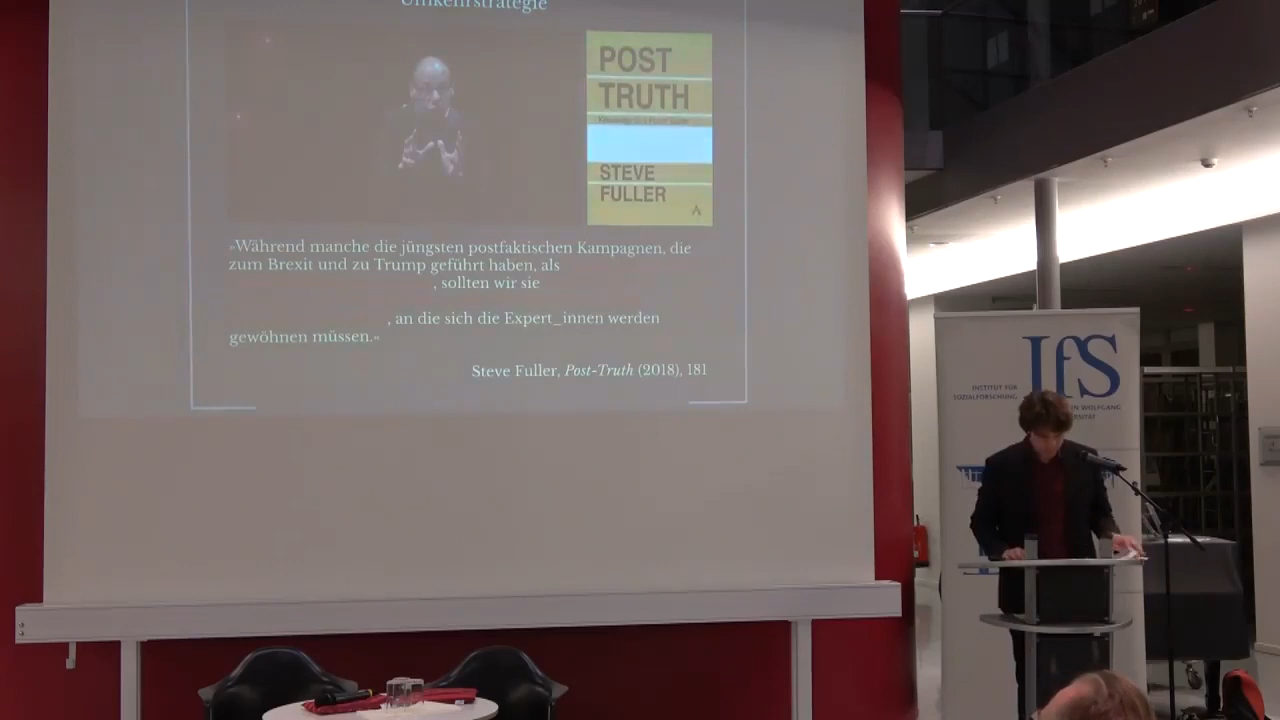 Umkehrstrategie
POST
TRUTH
STEVE
FULLER
»Während manche die jüngsten postfaktischen Kampagnen, die
zum Brexit und zu Trump geführt haben, als
, sollten wir sie
, an die sich die Expert_innen werden
gewöhnen müssen.«
Steve Fuller, Post-Truth (2018), 181
IfS
INSTITUT FÜR
SOZIALFORSCHUNG
WOLFGANG